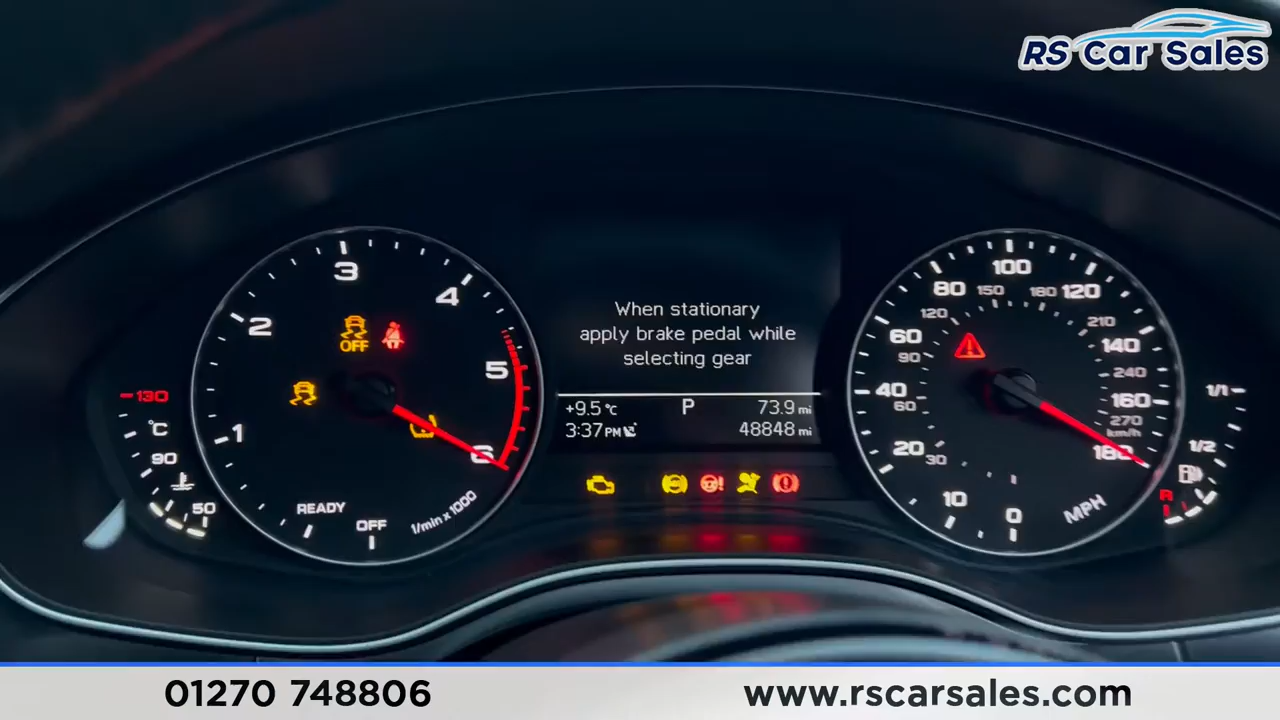 RS Car Sales
3
4
2
OFF
5
1
6
READY
OFF
1/min x 1000
130
°C
90
50
When stationary
apply brake pedal while
selecting gear
+9.5°C P 73.9 mi
3:37PM 48848 mi
100
80 150 180 120
120 210
60 140
90 240
40 160
60 270
km/h
20 180
30
10 0 MPH
1/1
1/2
R
01270 748806
www.rscarsales.com